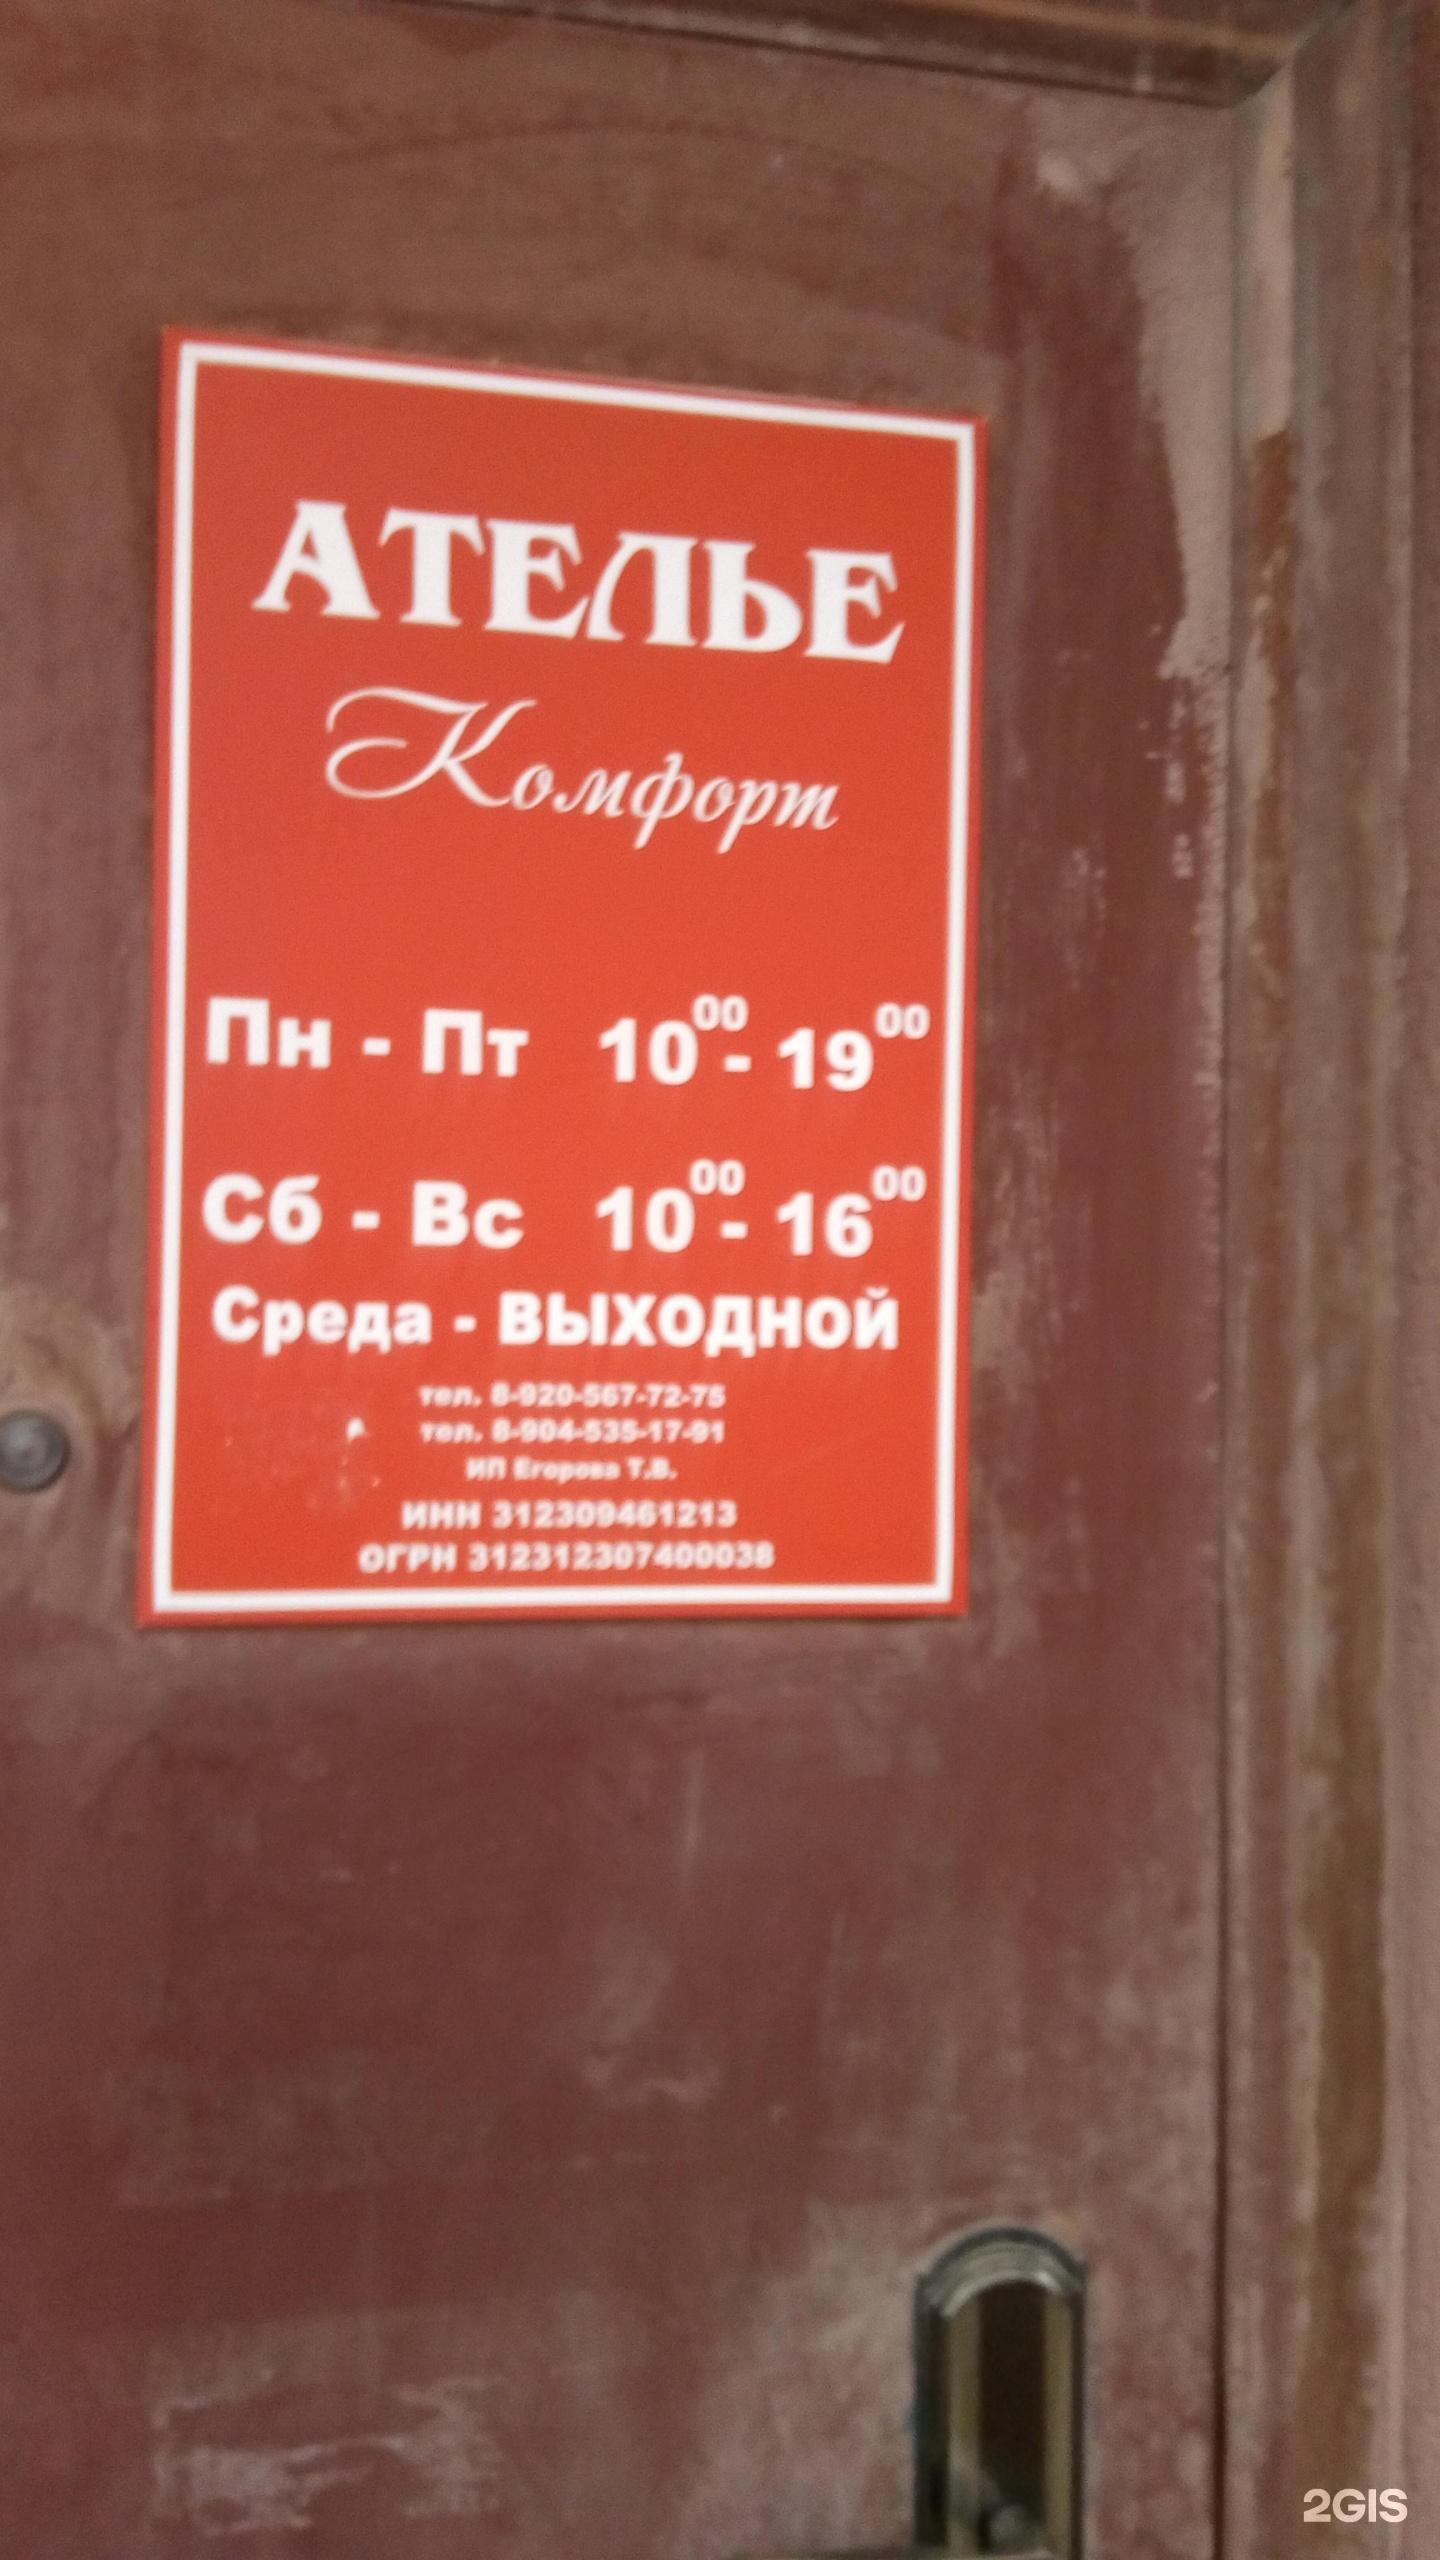 АТЕЛЬЕ
Комфорт
Пн - Пт 10⁰⁰ - 19⁰⁰
Сб - Вс 10⁰⁰ - 16⁰⁰
Среда - ВЫХОДНОЙ
тел. 8-920-567-72-75
тел. 8-904-535-17-91
ИП Егорова Т.В.
ИНН 312309461213
ОГРН 312312307400038
2GIS